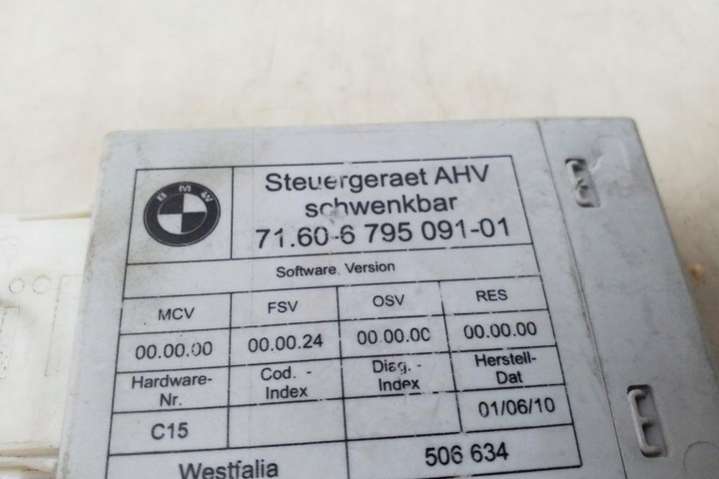 BMW
Steuergeraet AHV
schwenkbar
71.60-6 795 091-01
Software. Version
MCV FSV OSV RES
00.00.00 00.00.24 00.00.00 00.00.00
Hardware-Nr. Cod. -Index Diag. -Index Herstell-Dat
C15 01/06/10
Westfalia 506 634